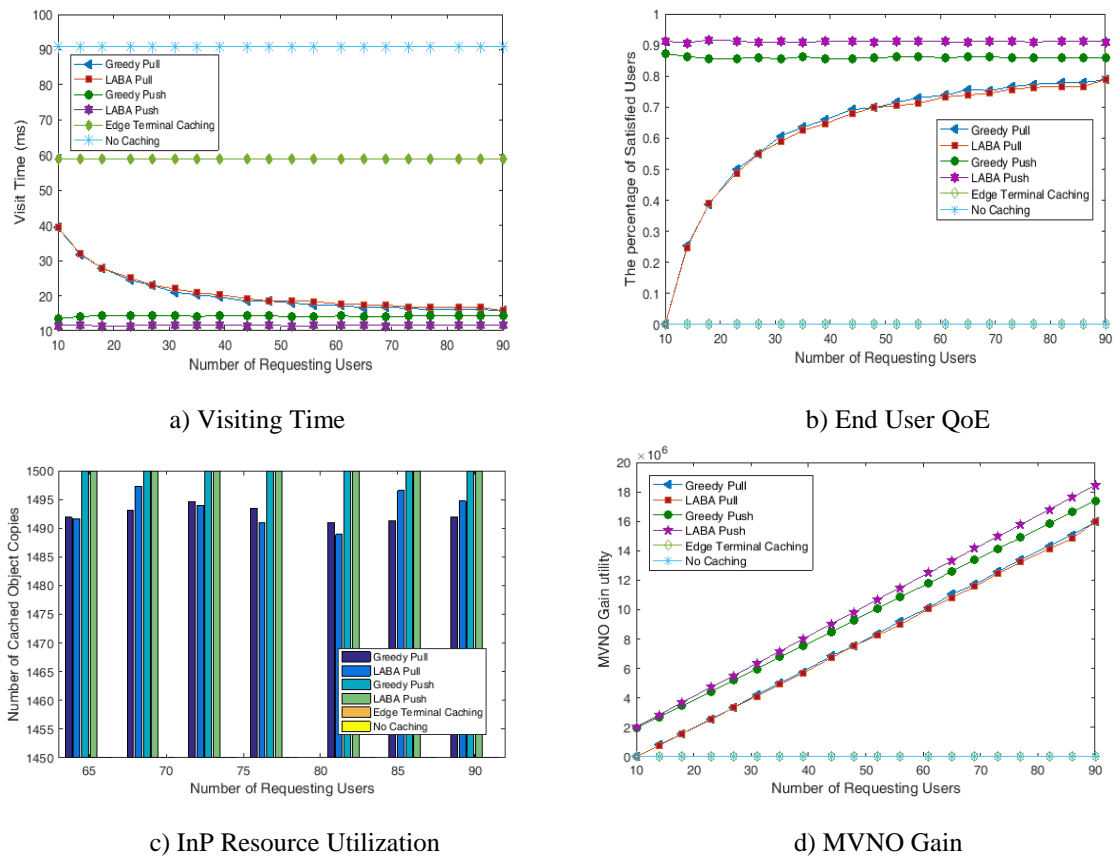 100
90
80
70
60
50
40
30
20
10
Visit Time (ms)
Greedy Pull
LABA Pull
Greedy Push
LABA Push
Edge Terminal Caching
No Caching
10 20 30 40 50 60 70 80 90
Number of Requesting Users
a) Visiting Time
1
0.9
0.8
0.7
0.6
0.5
0.4
0.3
0.2
0.1
0
The percentage of Satisfied Users
Greedy Pull
LABA Pull
Greedy Push
LABA Push
Edge Terminal Caching
No Caching
10 20 30 40 50 60 70 80 90
Number of Requesting Users
b) End User QoE
1500
1495
1490
1485
1480
1475
1470
1465
1460
1455
1450
Number of Cached Object Copies
Greedy Pull
LABA Pull
Greedy Push
LABA Push
Edge Terminal Caching
No Caching
65 70 75 80 85 90
Number of Requesting Users
c) InP Resource Utilization
× 10^6
20
18
16
14
12
10
8
6
4
2
0
MVNO Gain utility
Greedy Pull
LABA Pull
Greedy Push
LABA Push
Edge Terminal Caching
No Caching
10 20 30 40 50 60 70 80 90
Number of Requesting Users
d) MVNO Gain